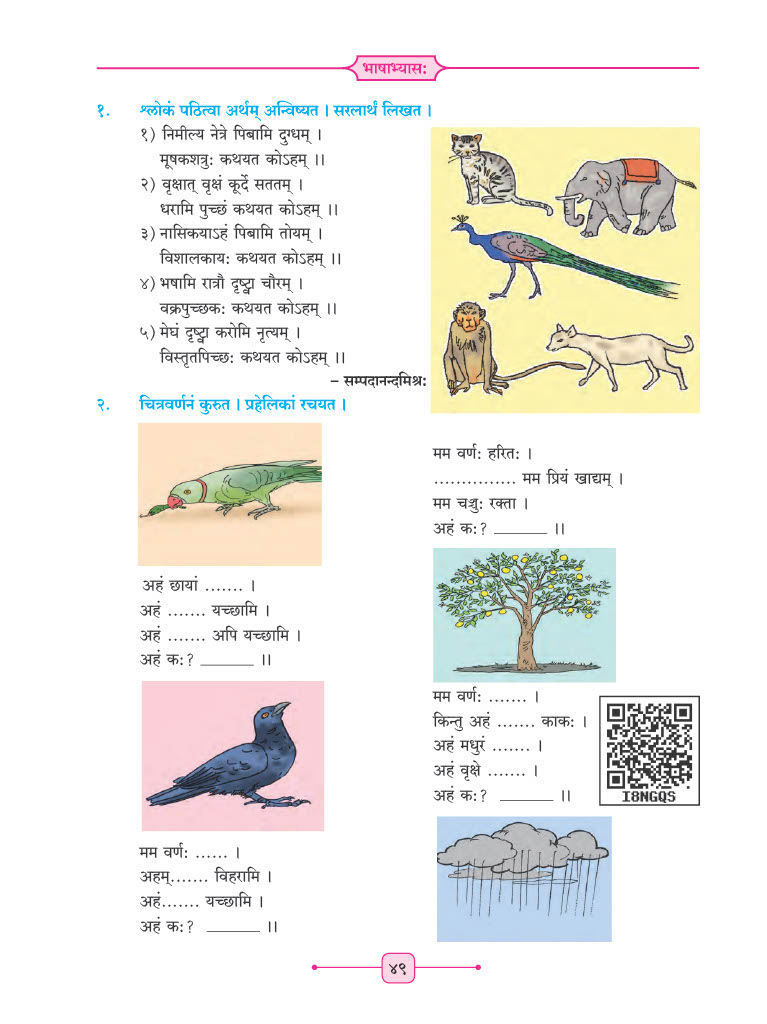 भाषाभ्यासः
१. श्लोकं पठित्वा अर्थम् अन्विष्यत । सरलार्थं लिखत ।
१) निमील्य नेत्रे पिबामि दुग्धम् ।
मूषकशत्रुः कथयत कोऽहम् ।।
२) वृक्षात् वृक्षं कूर्दे सततम् ।
धरामि पुच्छं कथयत कोऽहम् ।।
३) नासिकयाऽहं पिबामि तोयम् ।
विशालकायः कथयत कोऽहम् ।।
४) भषामि रात्रौ दृष्ट्वा चौरम् ।
वक्रपुच्छकः कथयत कोऽहम् ।।
५) मेघं दृष्ट्वा करोमि नृत्यम् ।
विस्तृतपिच्छः कथयत कोऽहम् ।।
– सम्पदानन्दमिश्रः
२. चित्रवर्णनं कुरुत । प्रहेलिकां रचयत ।
मम वर्णः हरितः ।
............... मम प्रियं खाद्यम् ।
मम चञ्चुः रक्ता ।
अहं कः? _______ ।।
अहं छायां ....... ।
अहं ....... यच्छामि ।
अहं ....... अपि यच्छामि ।
अहं कः? _______ ।।
मम वर्णः ....... ।
किन्तु अहं ....... काकः ।
अहं मधुरं ....... ।
अहं वृक्षे ....... ।
अहं कः? _______ ।।
I8NGQS
मम वर्णः ...... ।
अहम्....... विहरामि ।
अहं....... यच्छामि ।
अहं कः? _______ ।।
४९